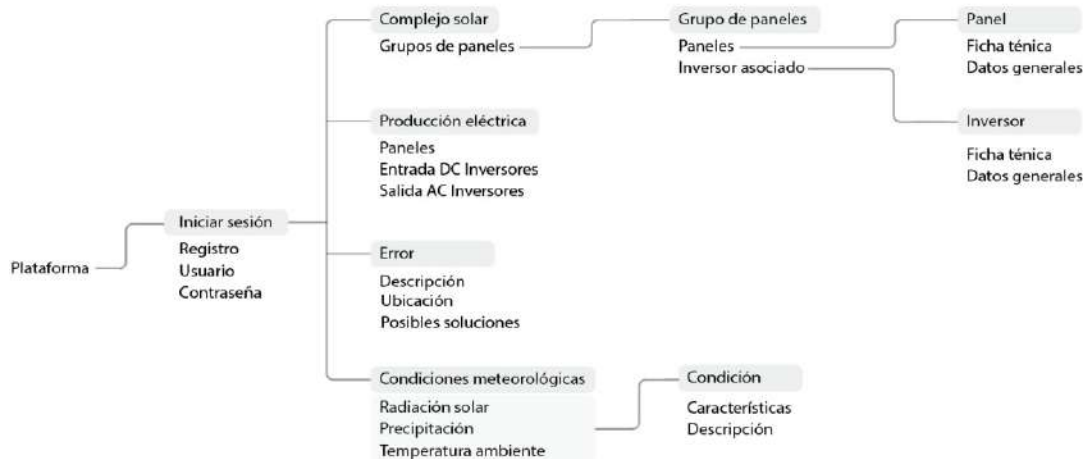 Plataforma
Iniciar sesión
Registro
Usuario
Contraseña
Complejo solar
Grupos de paneles
Grupo de paneles
Paneles
Inversor asociado
Panel
Ficha ténica
Datos generales
Inversor
Ficha ténica
Datos generales
Producción eléctrica
Paneles
Entrada DC Inversores
Salida AC Inversores
Error
Descripción
Ubicación
Posibles soluciones
Condiciones meteorológicas
Radiación solar
Precipitación
Temperatura ambiente
Condición
Características
Descripción